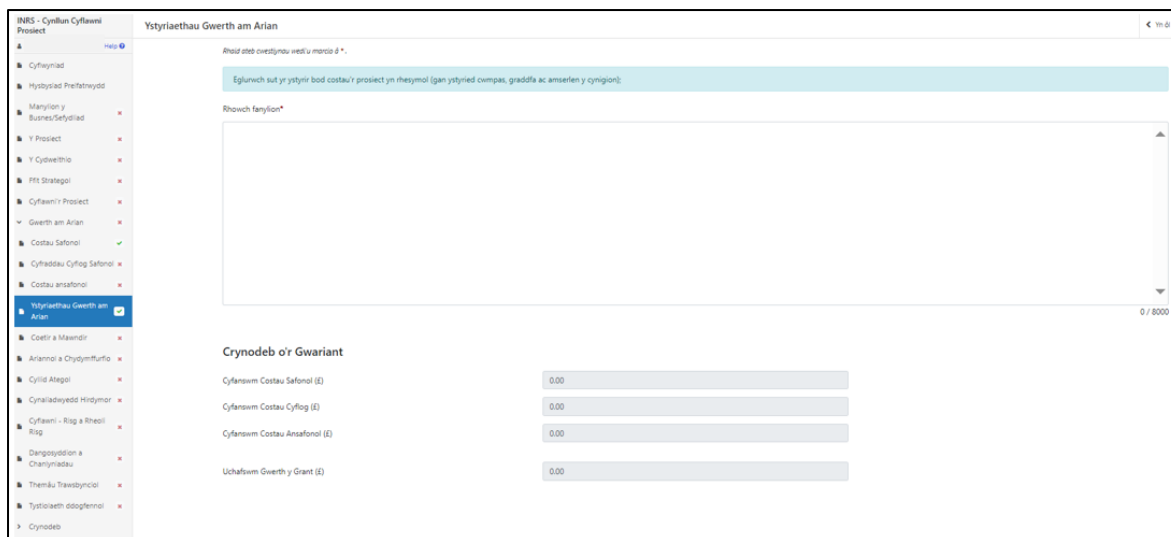 INRS - Cynllun Cyflawni
Prosiect
Help
Cyflwyniad
Hysbysiad Preifatrwydd
Manylion y
Busnes/Sefydliad
Y Prosiect
Y Cydweithio
Ffit Strategol
Cyflawni'r Prosiect
Gwerth am Arian
Costau Safonol
Cyfraddau Cyflog Safonol
Costau ansafonol
Ystyriaethau Gwerth am
Arian
Coetir a Mawndir
Ariannol a Chydymffurfio
Cyllid Ategol
Cynaliadwyedd Hirdymor
Cyflawni - Risg a Rheoli
Risg
Dangosyddion a
Chanlyniadau
Themâu Trawsbynciol
Tystiolaeth ddogfennol
Crynodeb
Ystyriaethau Gwerth am Arian
Yn ôl
Rhaid ateb cwestiynau wedi'u marcio â * .
Eglurwch sut yr ystyrir bod costau'r prosiect yn rhesymol (gan ystyried cwmpas, graddfa ac amserlen y cynigion);
Rhowch fanylion*
0 / 8000
Crynodeb o'r Gwariant
Cyfanswm Costau Safonol (£) 0.00
Cyfanswm Costau Cyflog (£) 0.00
Cyfanswm Costau Ansafonol (£) 0.00
Uchafswm Gwerth y Grant (£) 0.00